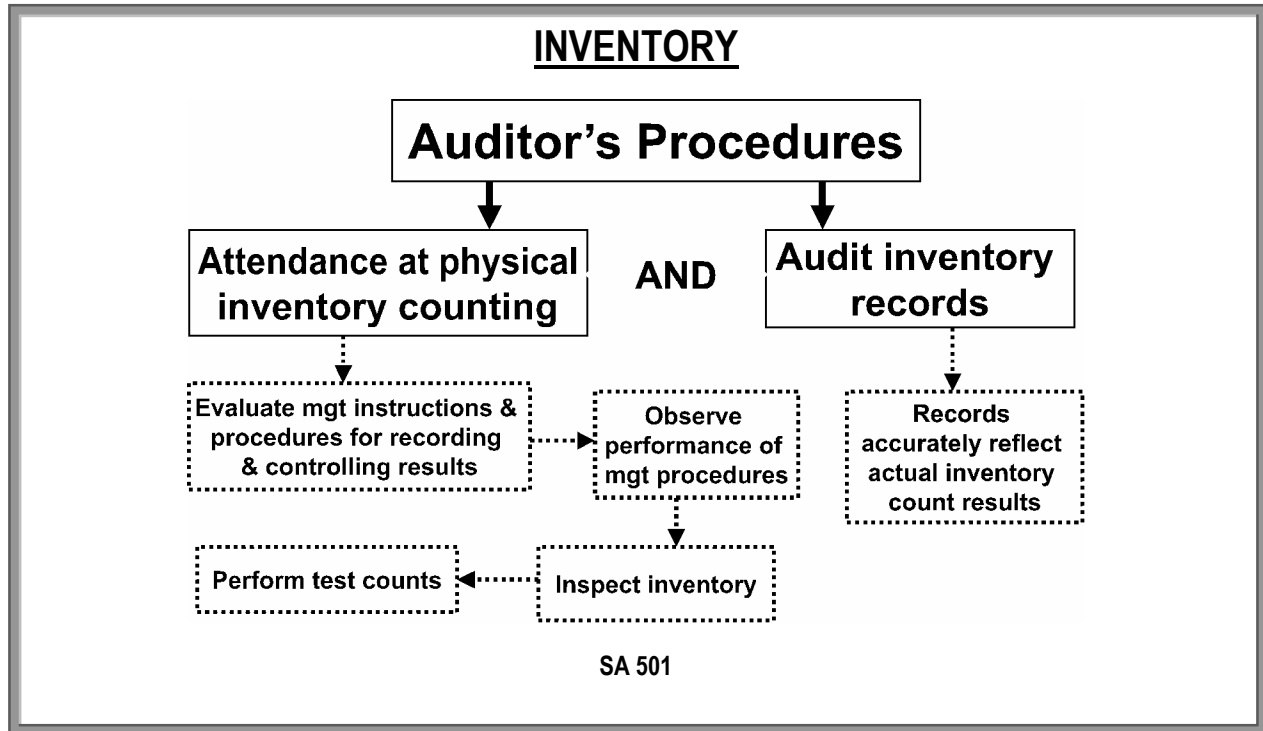 INVENTORY
Auditor's Procedures
Attendance at physical
inventory counting
AND
Audit inventory
records
Evaluate mgt instructions &
procedures for recording
& controlling results
Observe
performance of
mgt procedures
Records
accurately reflect
actual inventory
count results
Perform test counts
Inspect inventory
SA 501